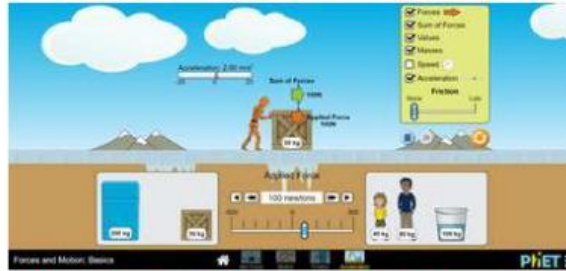 Forces
Sum of Forces
Values
Masses
Speed
Acceleration
Friction
None
Lots
Acceleration: 2.00 m/s²
Sum of Forces
100N
Applied Force
100N
50 kg
Applied Force
100 newtons
200 kg
50 kg
40 kg
80 kg
100 kg
Forces and Motion: Basics
PhET